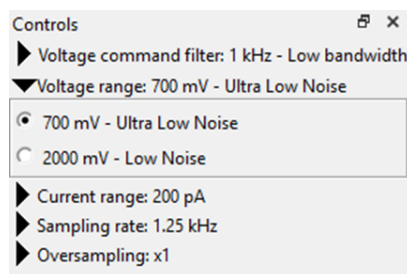 Controls
Voltage command filter: 1 kHz - Low bandwidth
Voltage range: 700 mV - Ultra Low Noise
700 mV - Ultra Low Noise
2000 mV - Low Noise
Current range: 200 pA
Sampling rate: 1.25 kHz
Oversampling: x1